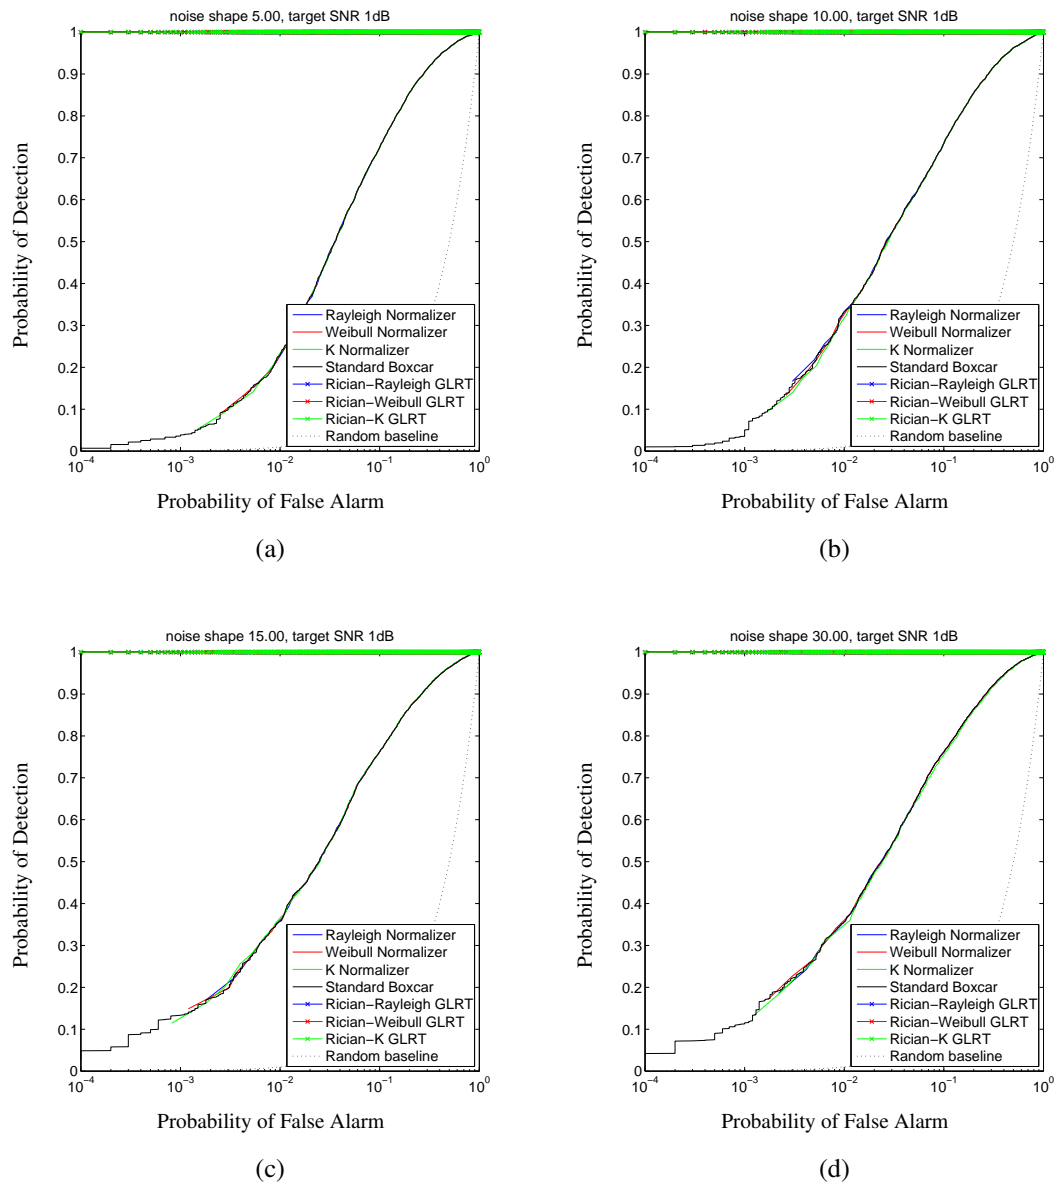 noise shape 5.00, target SNR 1dB
1
0.9
0.8
0.7
0.6
0.5
0.4
0.3
0.2
0.1
0
Probability of Detection
Rayleigh Normalizer
Weibull Normalizer
K Normalizer
Standard Boxcar
Rician−Rayleigh GLRT
Rician−Weibull GLRT
Rician−K GLRT
Random baseline
10⁻⁴ 10⁻³ 10⁻² 10⁻¹ 10⁰
Probability of False Alarm
(a)
noise shape 10.00, target SNR 1dB
1
0.9
0.8
0.7
0.6
0.5
0.4
0.3
0.2
0.1
0
Probability of Detection
Rayleigh Normalizer
Weibull Normalizer
K Normalizer
Standard Boxcar
Rician−Rayleigh GLRT
Rician−Weibull GLRT
Rician−K GLRT
Random baseline
10⁻⁴ 10⁻³ 10⁻² 10⁻¹ 10⁰
Probability of False Alarm
(b)
noise shape 15.00, target SNR 1dB
1
0.9
0.8
0.7
0.6
0.5
0.4
0.3
0.2
0.1
0
Probability of Detection
Rayleigh Normalizer
Weibull Normalizer
K Normalizer
Standard Boxcar
Rician−Rayleigh GLRT
Rician−Weibull GLRT
Rician−K GLRT
Random baseline
10⁻⁴ 10⁻³ 10⁻² 10⁻¹ 10⁰
Probability of False Alarm
(c)
noise shape 30.00, target SNR 1dB
1
0.9
0.8
0.7
0.6
0.5
0.4
0.3
0.2
0.1
0
Probability of Detection
Rayleigh Normalizer
Weibull Normalizer
K Normalizer
Standard Boxcar
Rician−Rayleigh GLRT
Rician−Weibull GLRT
Rician−K GLRT
Random baseline
10⁻⁴ 10⁻³ 10⁻² 10⁻¹ 10⁰
Probability of False Alarm
(d)